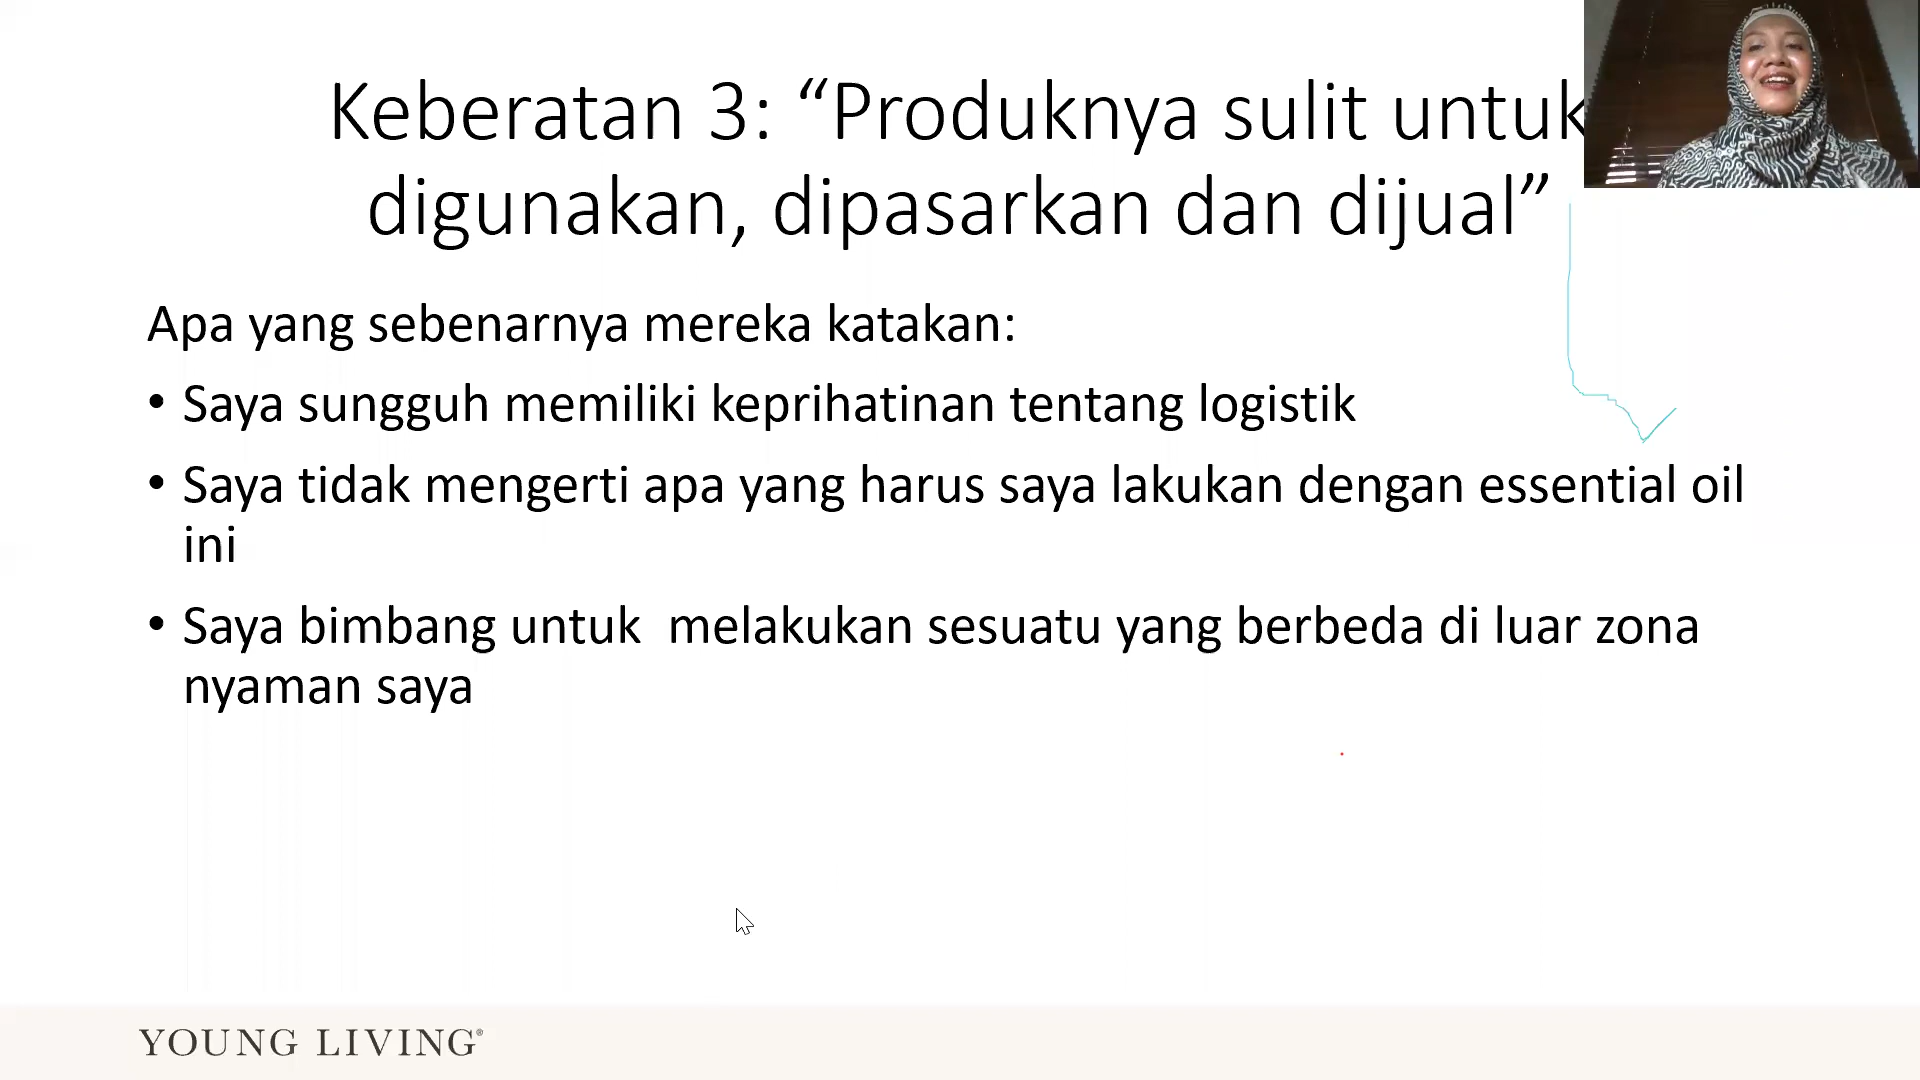 Keberatan 3: “Produknya sulit untuk
digunakan, dipasarkan dan dijual”
Apa yang sebenarnya mereka katakan:
• Saya sungguh memiliki keprihatinan tentang logistik
• Saya tidak mengerti apa yang harus saya lakukan dengan essential oil
ini
• Saya bimbang untuk  melakukan sesuatu yang berbeda di luar zona
nyaman saya
YOUNG LIVING®